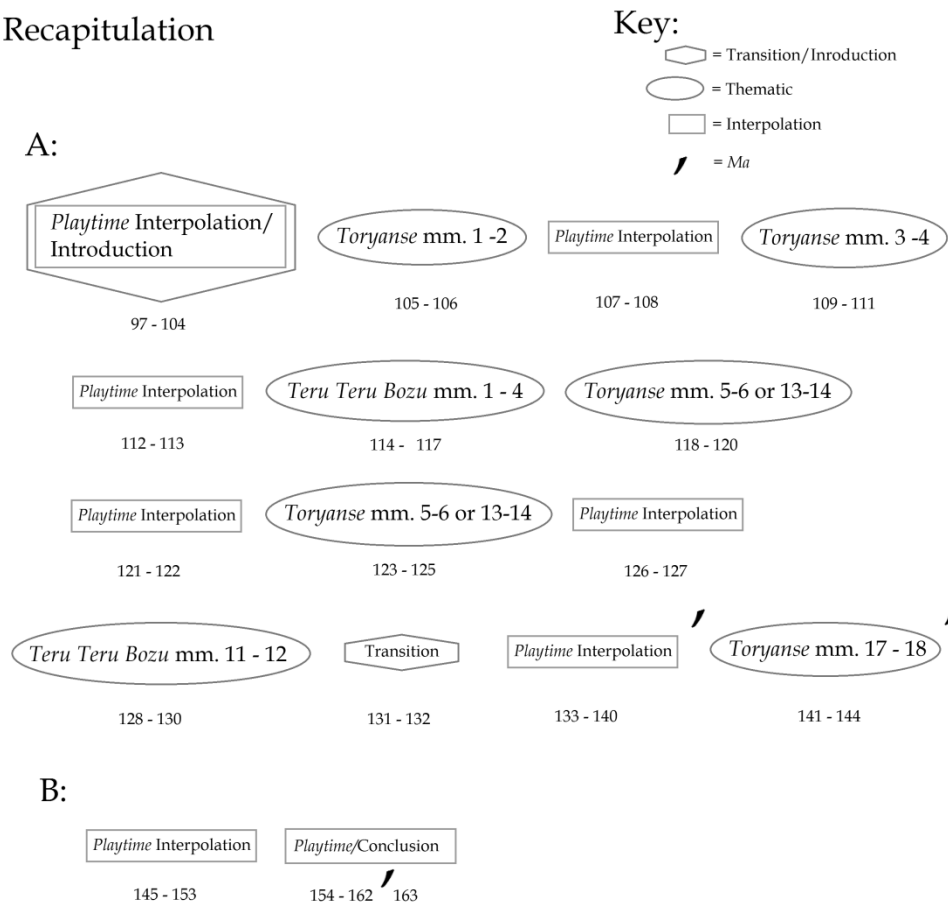 Recapitulation
Key:
= Transition/Inroduction
= Thematic
= Interpolation
, = Ma
A:
Playtime Interpolation/
Introduction
Toryanse mm. 1 -2
Playtime Interpolation
Toryanse mm. 3 -4
97 - 104
105 - 106
107 - 108
109 - 111
Playtime Interpolation
Teru Teru Bozu mm. 1 - 4
Toryanse mm. 5-6 or 13-14
112 - 113
114 - 117
118 - 120
Playtime Interpolation
Toryanse mm. 5-6 or 13-14
Playtime Interpolation
121 - 122
123 - 125
126 - 127
Teru Teru Bozu mm. 11 - 12
Transition
Playtime Interpolation
,
Toryanse mm. 17 - 18
,
128 - 130
131 - 132
133 - 140
141 - 144
B:
Playtime Interpolation
Playtime/Conclusion
145 - 153
154 - 162 , 163